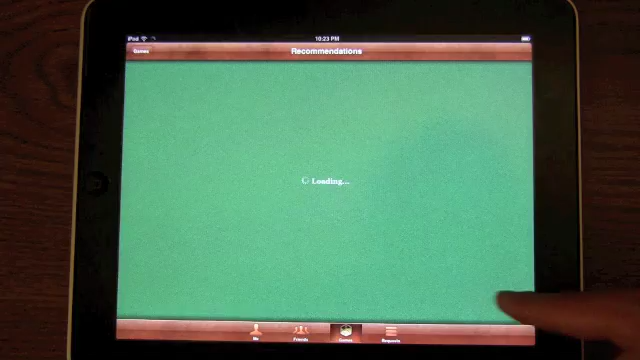 iPod
10:23 PM
Games
Recommendations
Loading...
Me
Friends
Games
Requests